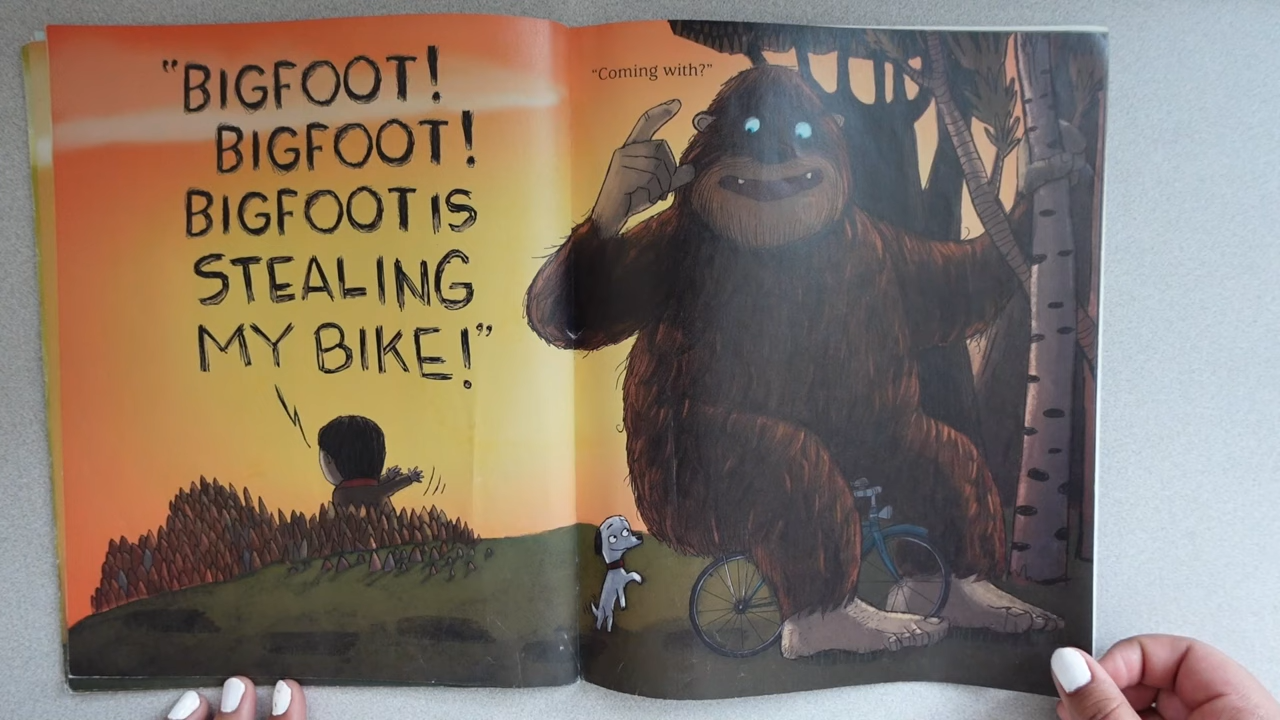 “BIGFOOT!
BIGFOOT!
BIGFOOT IS
STEALING
MY BIKE!”
“Coming with?”